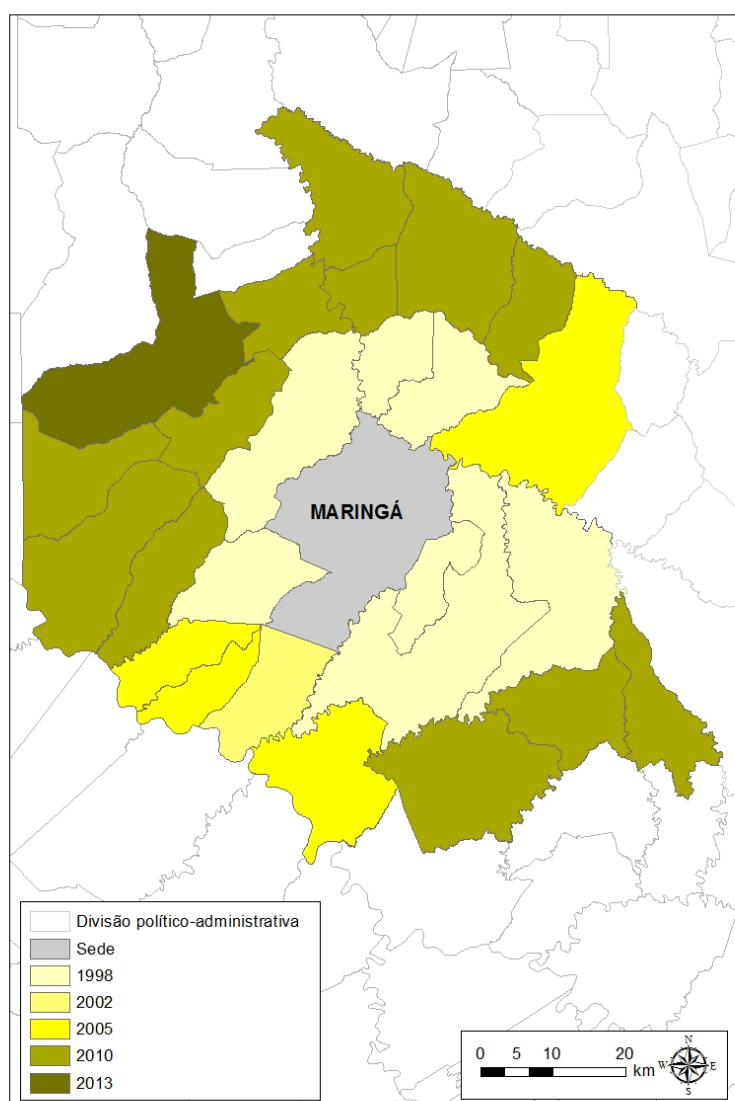 MARINGÁ
Divisão político-administrativa
Sede
1998
2002
2005
2010
2013
0 5 10 20
km
N
W E
S